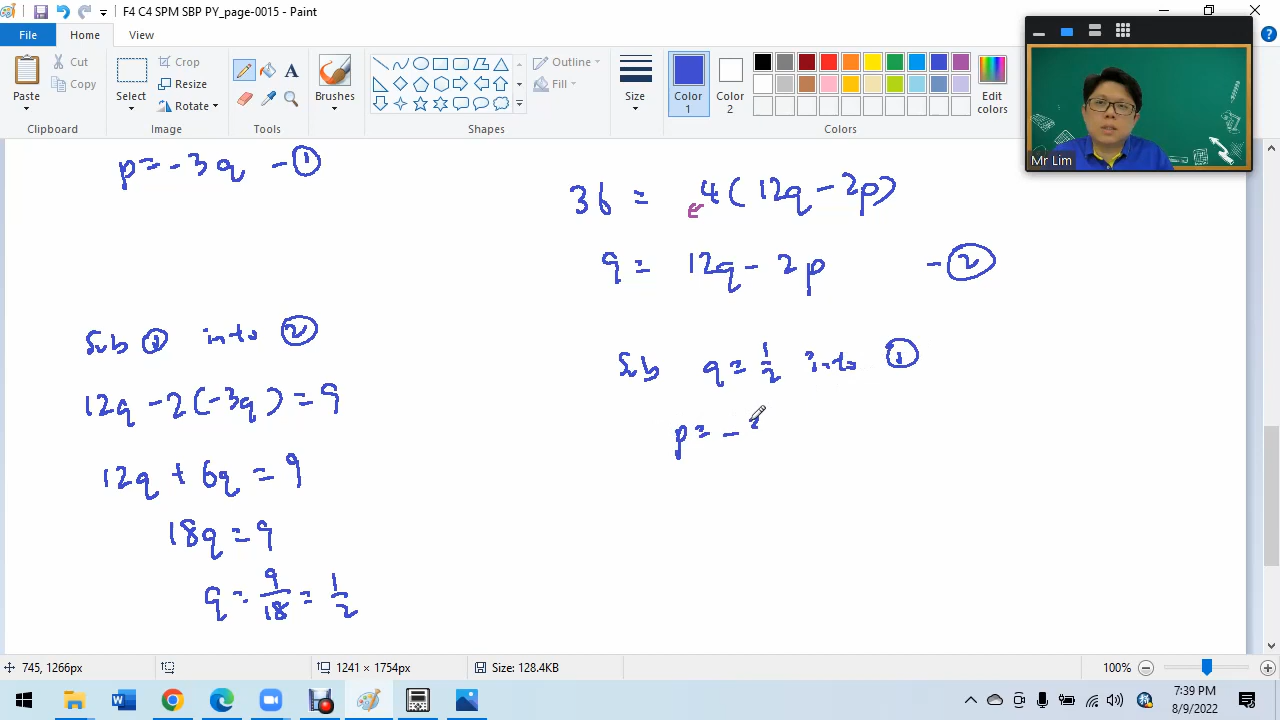 F4 C4 SPM SBP PY_page-0015 - Paint
File Home View
Paste Cut Copy Clipboard
Select Crop Resize Rotate Image
Tools
Brushes
Outline Fill Shapes
Size
Color 1 Color 2 Edit colors Colors
Mr Lim
p = -3q - ①
36 = 4(12q - 2p)
9 = 12q - 2p - ②
Sub ① into ②
12q - 2(-3q) = 9
12q + 6q = 9
18q = 9
q = 9/18 = 1/2
Sub q = 1/2 into ①
p = -
745, 1266px 1241 × 1754px Size: 128.4KB 100%
7:39 PM
8/9/2022